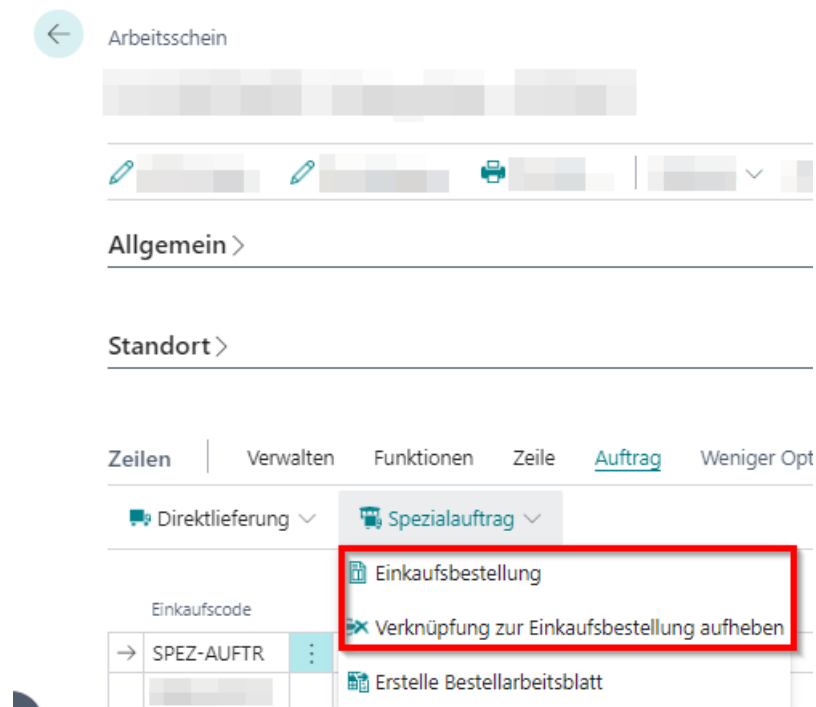 Arbeitsschein
Allgemein
Standort
Zeilen Verwalten Funktionen Zeile Auftrag Weniger Opt
Direktlieferung Spezialauftrag
Einkaufsbestellung
Einkaufscode
Verknüpfung zur Einkaufsbestellung aufheben
SPEZ-AUFTR
Erstelle Bestellarbeitsblatt